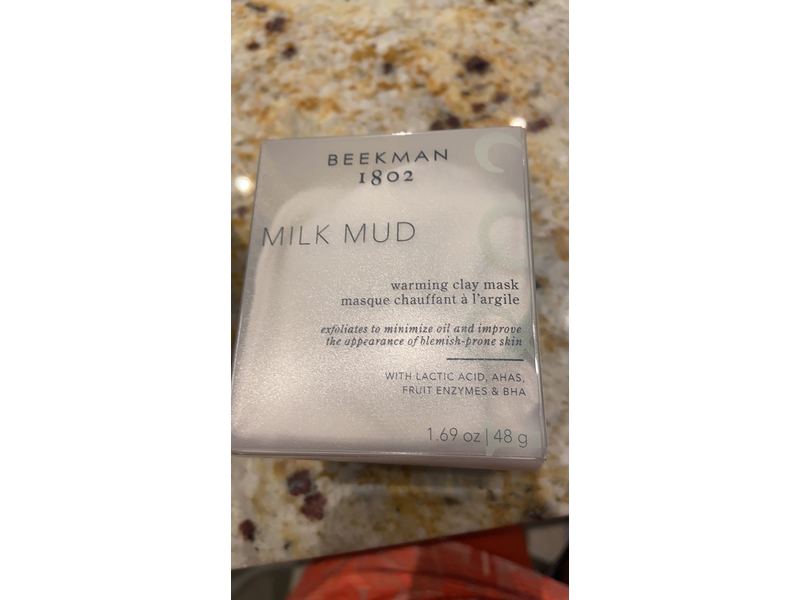 BEEKMAN
1802
MILK MUD
warming clay mask
masque chauffant à l'argile
exfoliates to minimize oil and improve
the appearance of blemish-prone skin
WITH LACTIC ACID, AHAS,
FRUIT ENZYMES & BHA
1.69 oz | 48 g